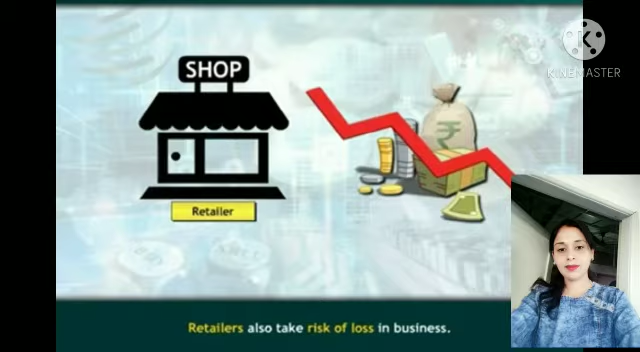 SHOP
KINEMASTER
₹
Retailer
Retailers also take risk of loss in business.